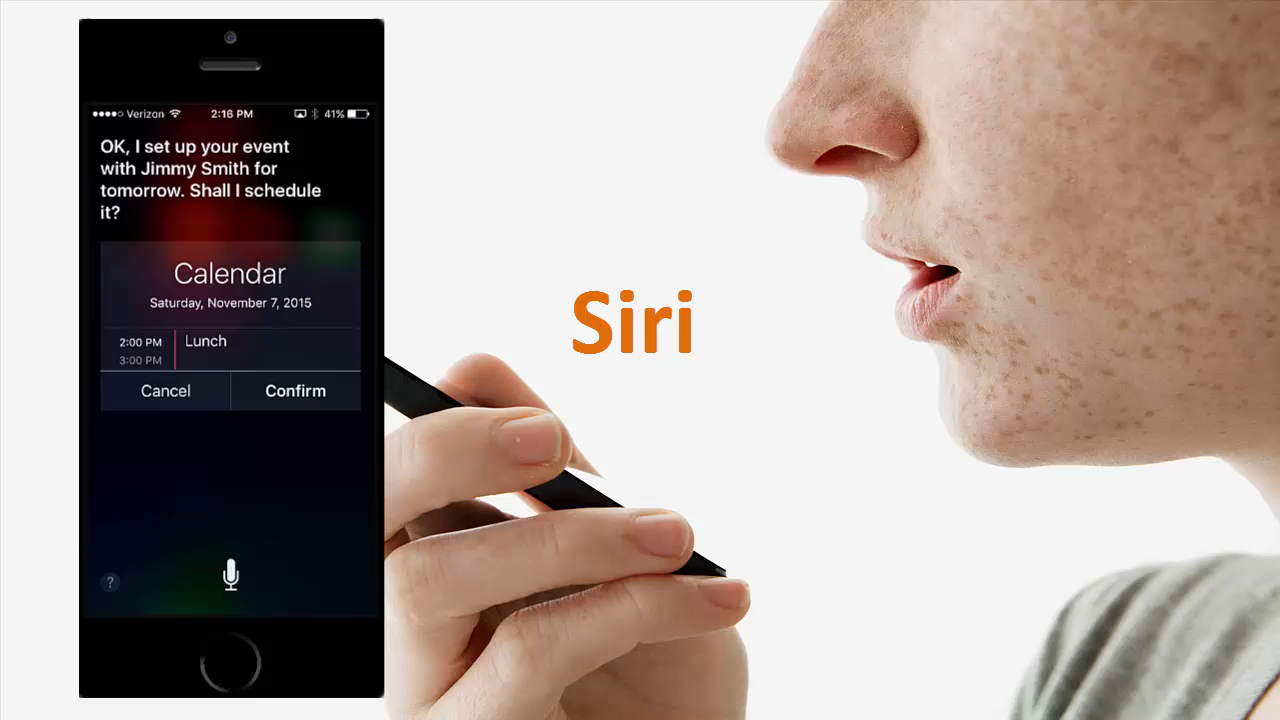 Verizon 2:16 PM 41%
OK, I set up your event
with Jimmy Smith for
tomorrow. Shall I schedule
it?
Calendar
Saturday, November 7, 2015
2:00 PM Lunch
3:00 PM
Cancel Confirm
?
Siri